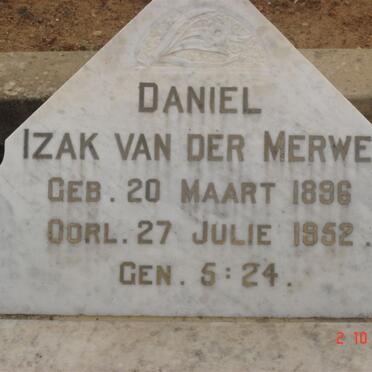 DANIEL
IZAK VAN DER MERWE
GEB. 20 MAART 1896
OORL. 27 JULIE 1952.
GEN. 5:24.
2 10